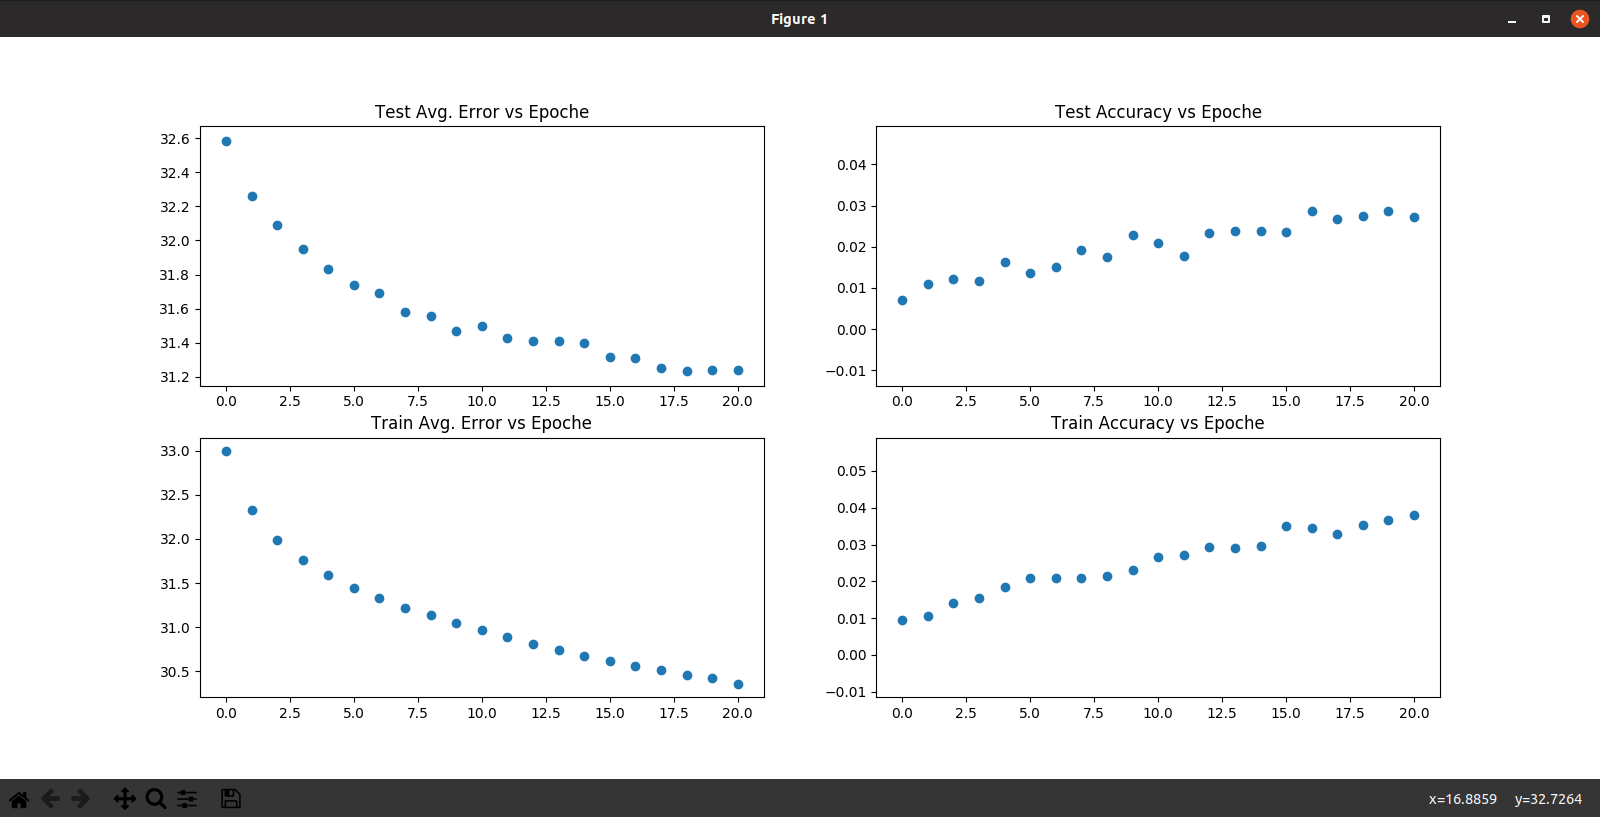 Figure 1
Test Avg. Error vs Epoche
32.6
32.4
32.2
32.0
31.8
31.6
31.4
31.2
0.0 2.5 5.0 7.5 10.0 12.5 15.0 17.5 20.0
Test Accuracy vs Epoche
0.04
0.03
0.02
0.01
0.00
−0.01
0.0 2.5 5.0 7.5 10.0 12.5 15.0 17.5 20.0
Train Avg. Error vs Epoche
33.0
32.5
32.0
31.5
31.0
30.5
0.0 2.5 5.0 7.5 10.0 12.5 15.0 17.5 20.0
Train Accuracy vs Epoche
0.05
0.04
0.03
0.02
0.01
0.00
−0.01
0.0 2.5 5.0 7.5 10.0 12.5 15.0 17.5 20.0
x=16.8859 y=32.7264